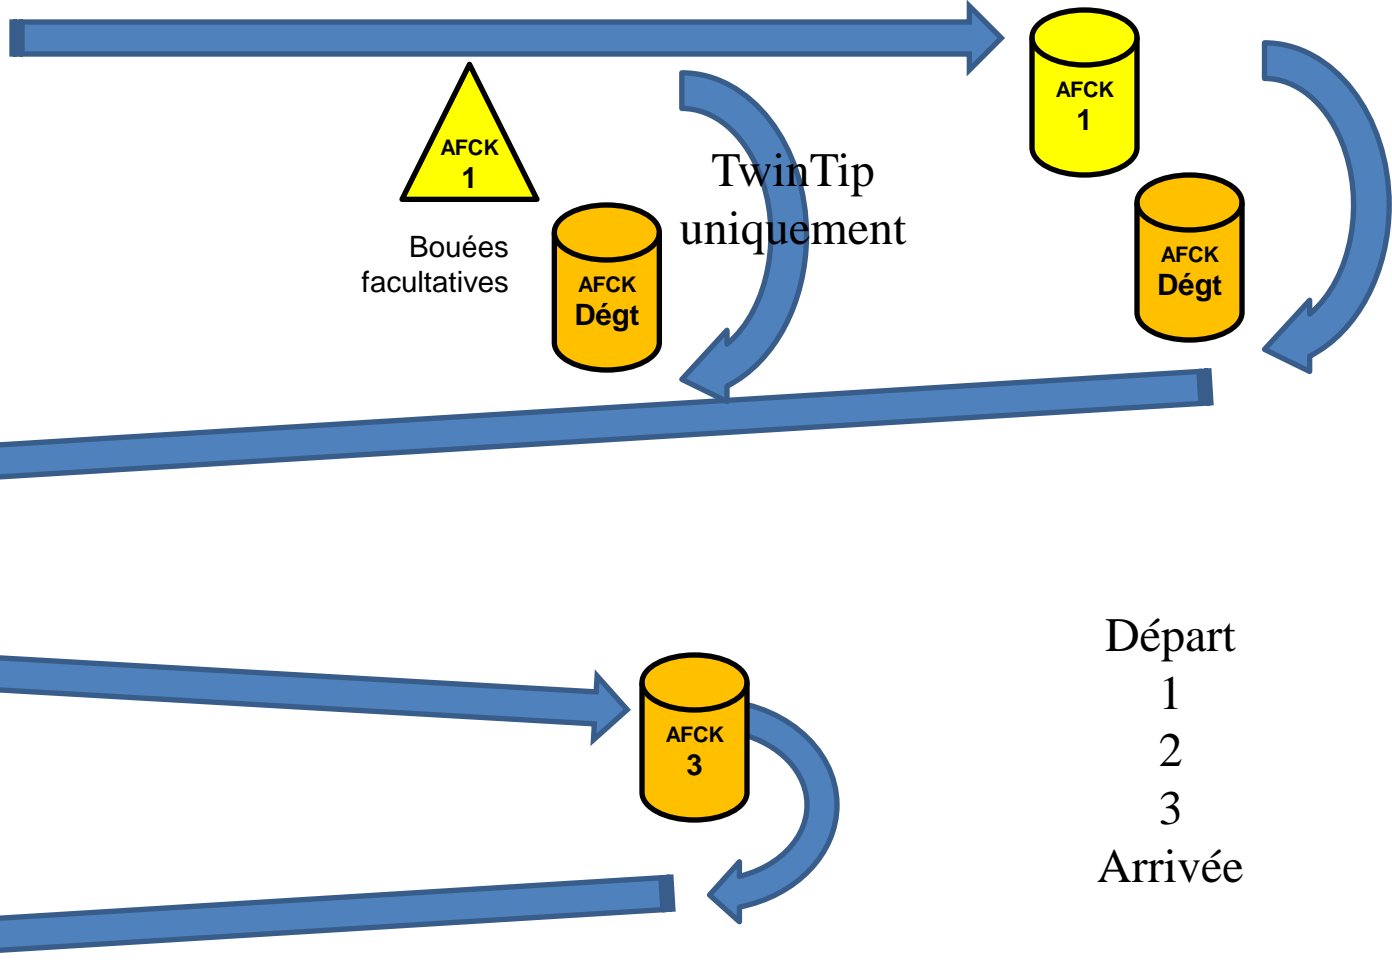 AFCK
1
AFCK
1
TwinTip
uniquement
Bouées
facultatives
AFCK
Dégt
AFCK
Dégt
AFCK
3
Départ
1
2
3
Arrivée